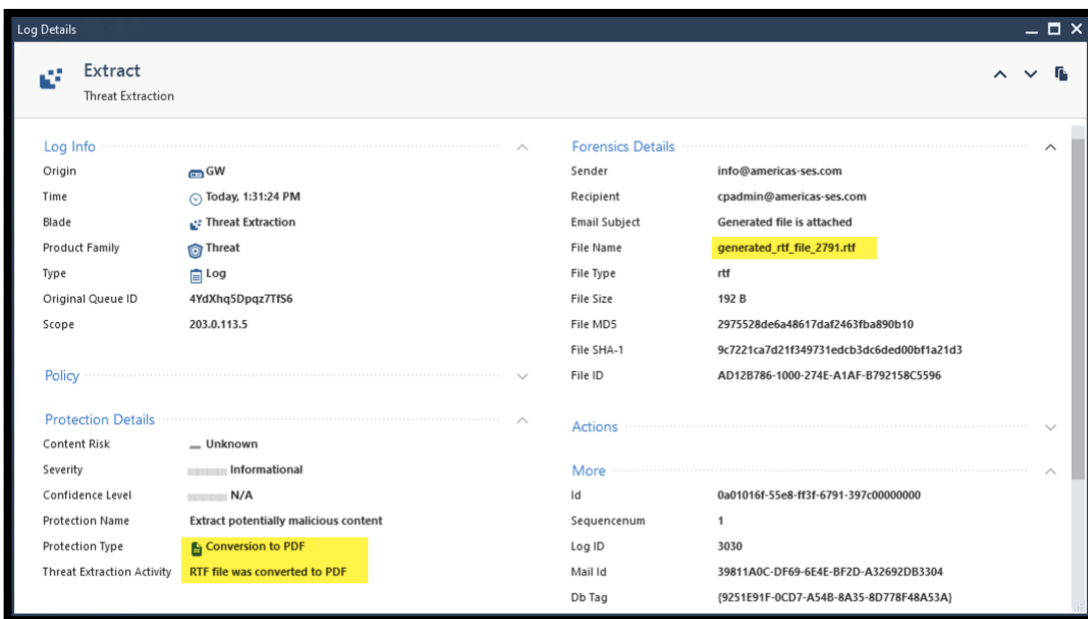 Log Details
Extract
Threat Extraction
Log Info
Origin GW
Time Today, 1:31:24 PM
Blade Threat Extraction
Product Family Threat
Type Log
Original Queue ID 4YdXhq5Dpqz7TfS6
Scope 203.0.113.5
Policy
Protection Details
Content Risk Unknown
Severity Informational
Confidence Level N/A
Protection Name Extract potentially malicious content
Protection Type Conversion to PDF
Threat Extraction Activity RTF file was converted to PDF
Forensics Details
Sender info@americas-ses.com
Recipient cpadmin@americas-ses.com
Email Subject Generated file is attached
File Name generated_rtf_file_2791.rtf
File Type rtf
File Size 192 B
File MD5 2975528de6a48617daf2463fba890b10
File SHA-1 9c7221ca7d21f349731edcb3dc6ded00bf1a21d3
File ID AD12B786-1000-274E-A1AF-B792158C5596
Actions
More
Id 0a01016f-55e8-ff3f-6791-397c00000000
Sequencenum 1
Log ID 3030
Mail Id 39811A0C-DF69-6E4E-BF2D-A32692DB3304
Db Tag {9251E91F-0CD7-A54B-8A35-8D778F48A53A}